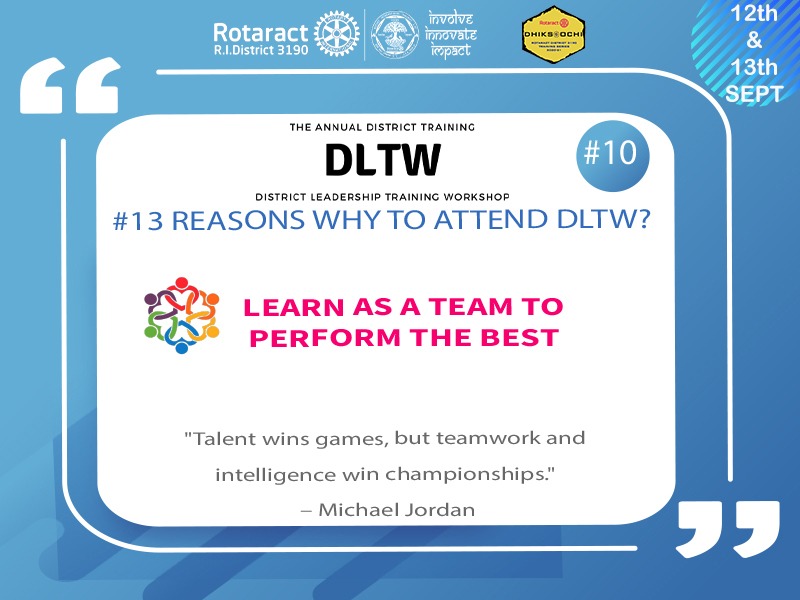 Rotaract
R.I.District 3190
involve
innovate
impact
DHIKSOCHI
12th
&
13th
SEPT
THE ANNUAL DISTRICT TRAINING
DLTW
#10
DISTRICT LEADERSHIP TRAINING WORKSHOP
#13 REASONS WHY TO ATTEND DLTW?
LEARN AS A TEAM TO
PERFORM THE BEST
"Talent wins games, but teamwork and
intelligence win championships."
– Michael Jordan